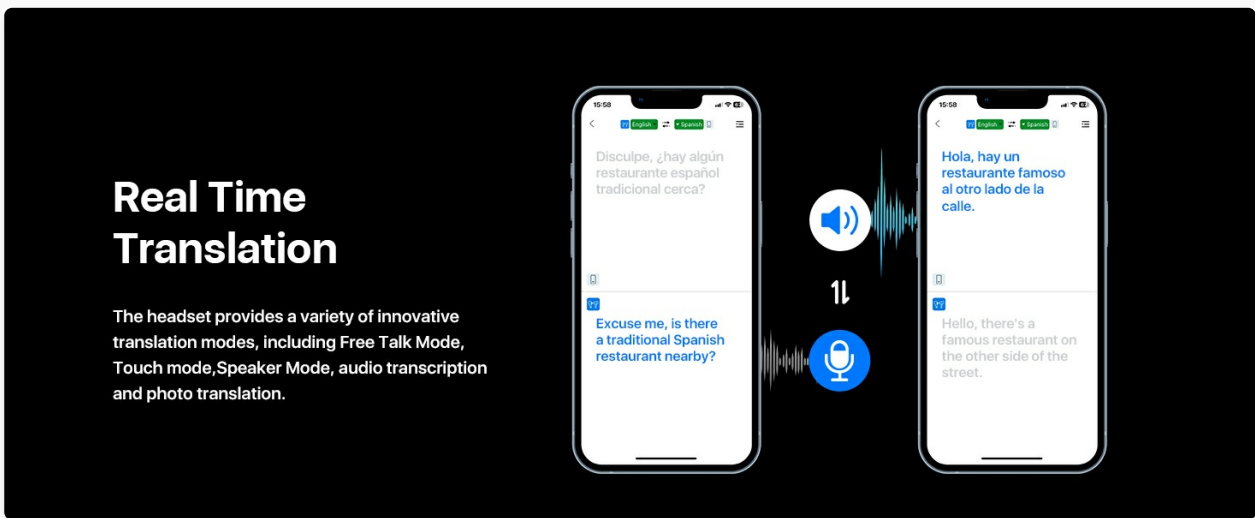 Real Time
Translation
The headset provides a variety of innovative
translation modes, including Free Talk Mode,
Touch mode,Speaker Mode, audio transcription
and photo translation.
15:58
English
Spanish
Disculpe, ¿hay algún
restaurante español
tradicional cerca?
Excuse me, is there
a traditional Spanish
restaurant nearby?
15:58
English
Spanish
Hola, hay un
restaurante famoso
al otro lado de la
calle.
Hello, there's a
famous restaurant on
the other side of the
street.